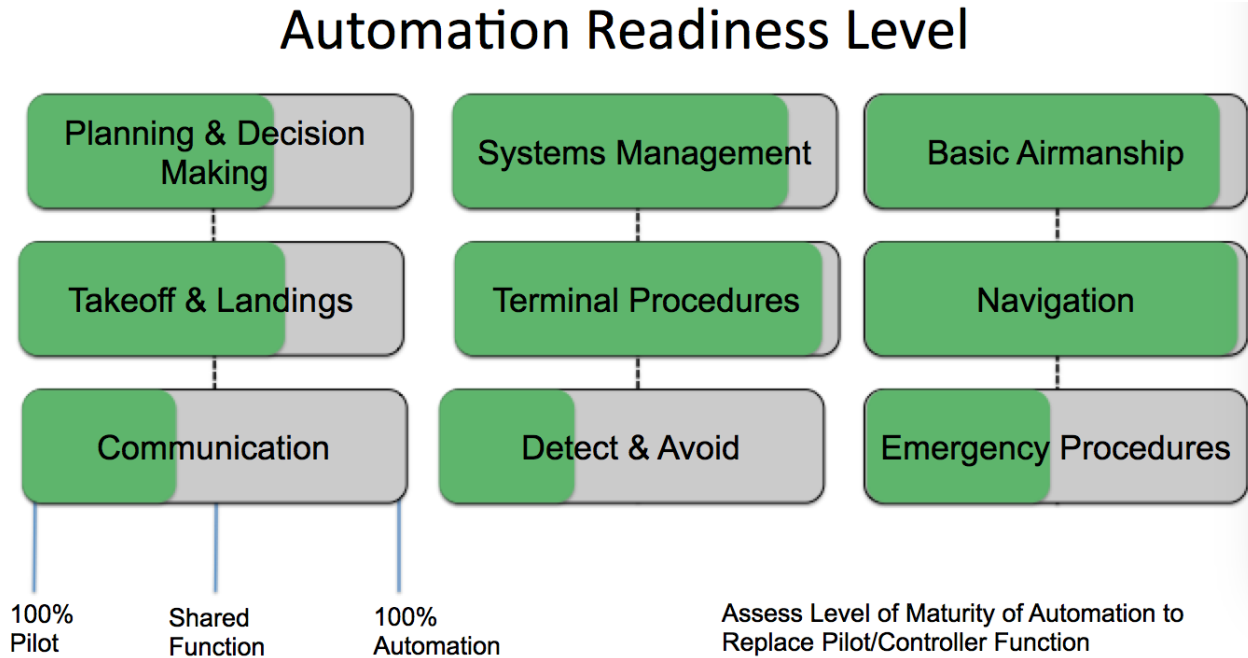 Automation Readiness Level
Planning & Decision
Making
Systems Management
Basic Airmanship
Takeoff & Landings
Terminal Procedures
Navigation
Communication
Detect & Avoid
Emergency Procedures
100%
Pilot
Shared
Function
100%
Automation
Assess Level of Maturity of Automation to
Replace Pilot/Controller Function